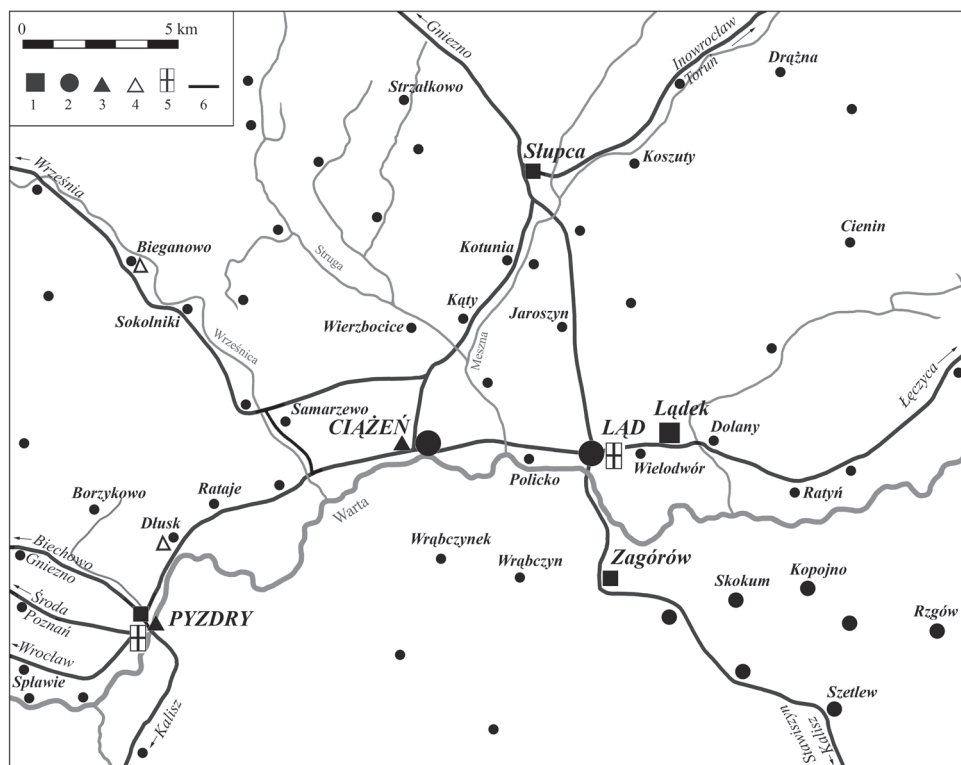 0 5 km
1 2 3 4 5 6
Gniezno
Inowrocław
Toruń
Drążna
Strzałkowo
Słupca
Koszuty
Września
Bieganowo
Kotunia
Cienin
Struga
Sokolniki
Kąty
Wierzbocice
Jaroszyn
Meszna
Wrześnica
Łęczyca
Samarzewo
CIĄŻEŃ
LĄD
Lądek
Dolany
Wielodwór
Policko
Ratyń
Borzykowo
Rataje
Warta
Dłusk
Biechowo
Gniezno
Wrąbczynek
Wrąbczyn
Zagórów
Skokum
Kopojno
Rzgów
Środa
Poznań
PYZDRY
Wrocław
Spławie
Kalisz
Szetlew
Kalisz
Stawiszyn